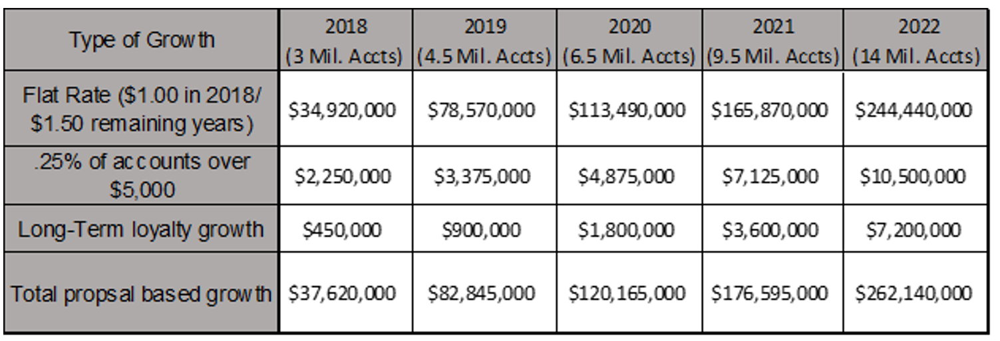 Type of Growth
2018
(3 Mil. Accts)
2019
(4.5 Mil. Accts)
2020
(6.5 Mil. Accts)
2021
(9.5 Mil. Accts)
2022
(14 Mil. Accts)
Flat Rate ($1.00 in 2018/
$1.50 remaining years)
$34,920,000
$78,570,000
$113,490,000
$165,870,000
$244,440,000
.25% of accounts over
$5,000
$2,250,000
$3,375,000
$4,875,000
$7,125,000
$10,500,000
Long-Term loyalty growth
$450,000
$900,000
$1,800,000
$3,600,000
$7,200,000
Total propsal based growth
$37,620,000
$82,845,000
$120,165,000
$176,595,000
$262,140,000